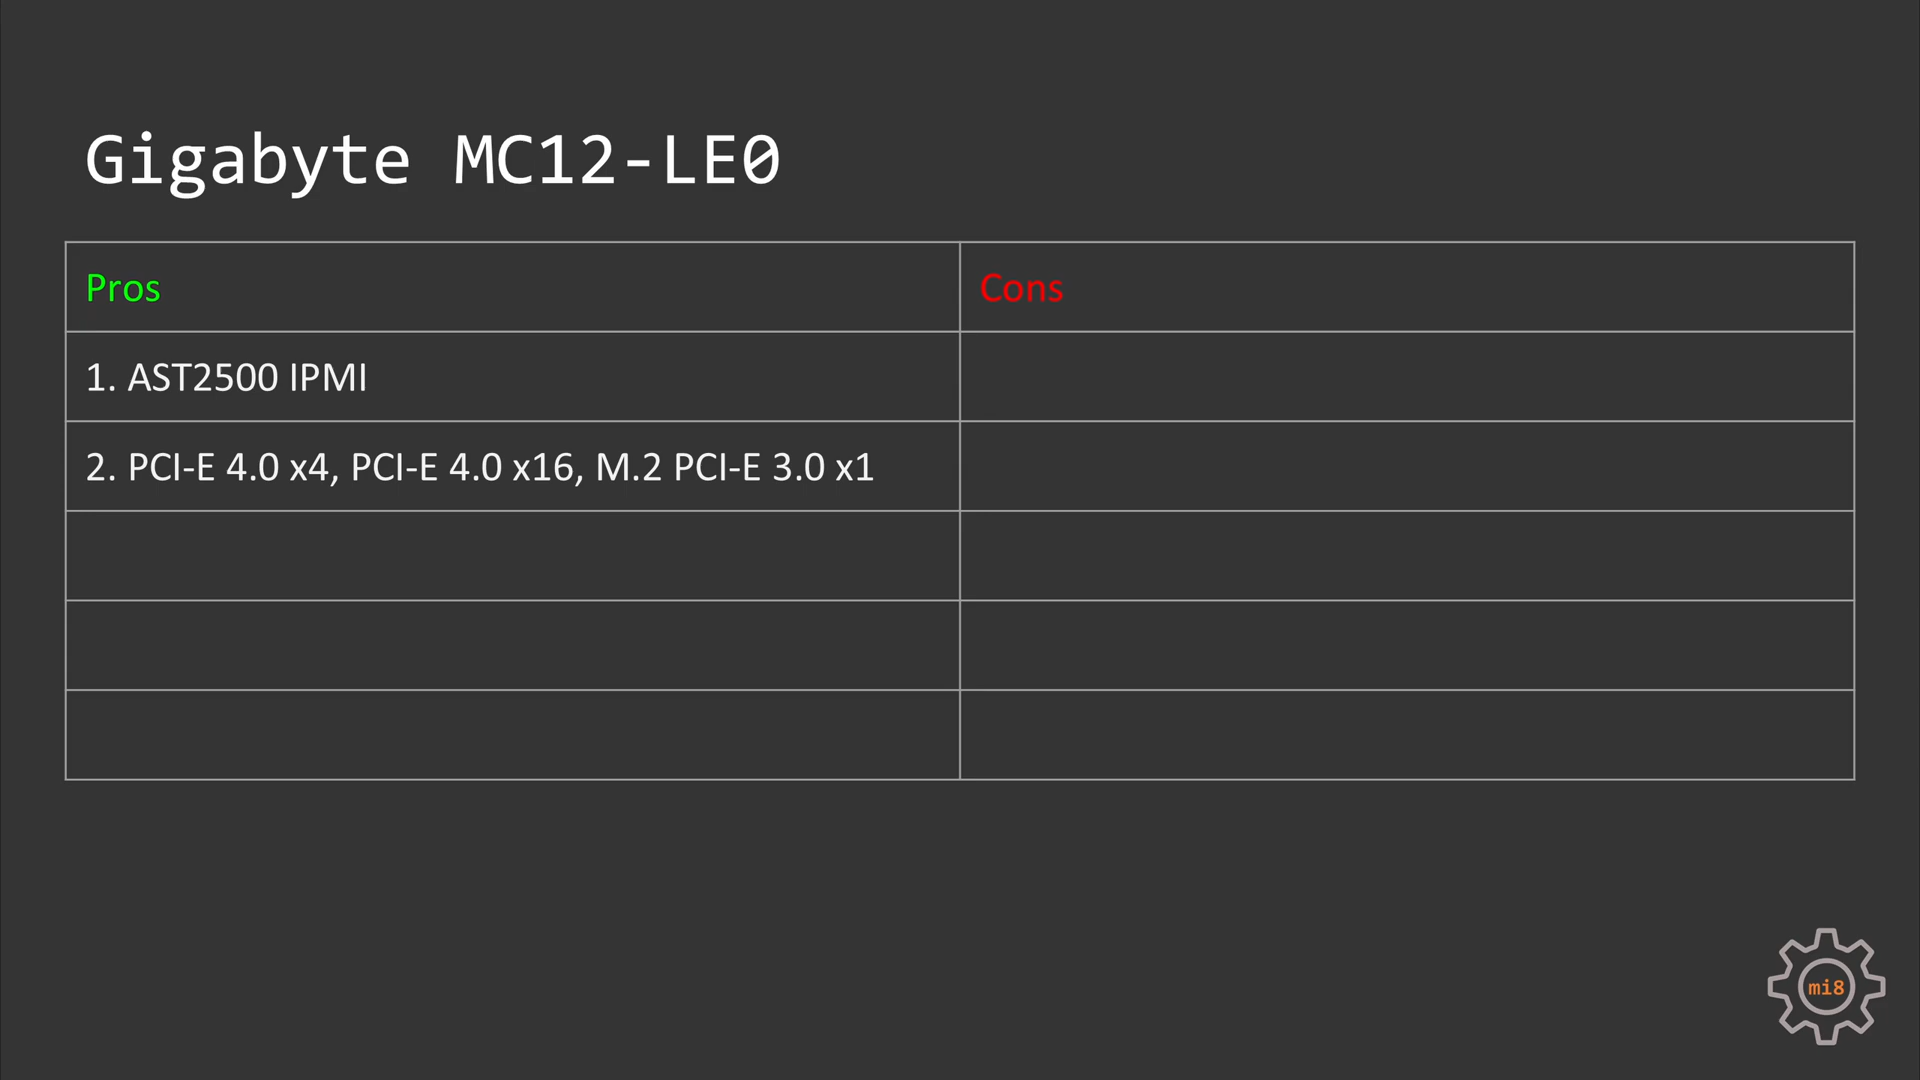 Gigabyte MC12-LE0
Pros
Cons
1. AST2500 IPMI
2. PCI-E 4.0 x4, PCI-E 4.0 x16, M.2 PCI-E 3.0 x1
mi8